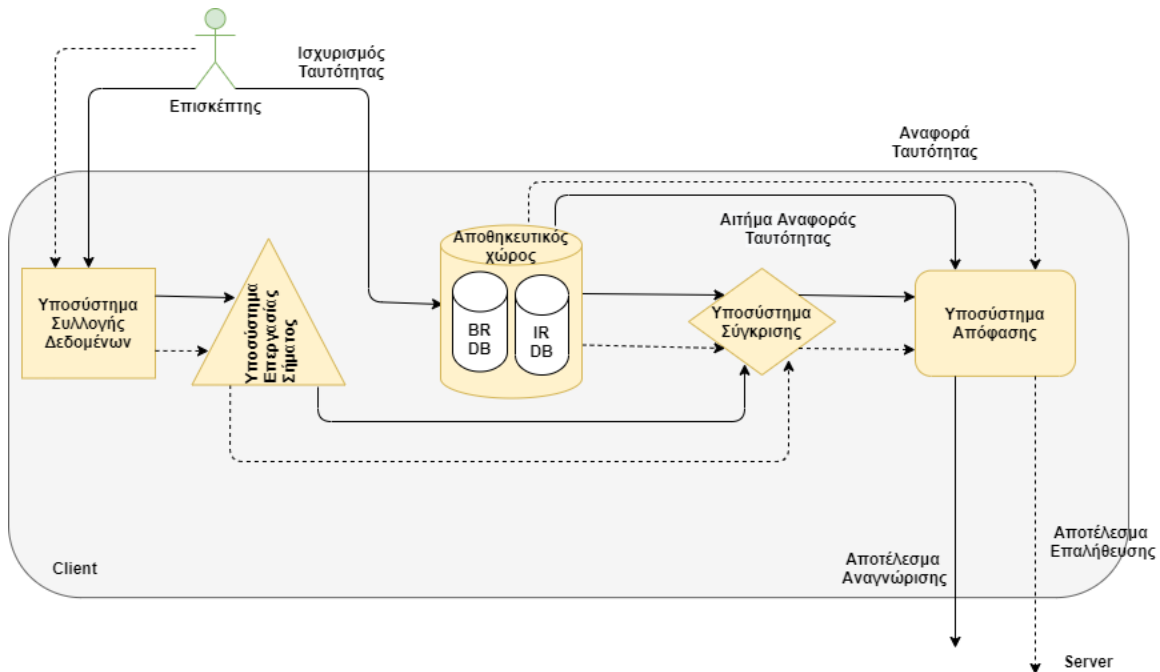 Ισχυρισμός
Ταυτότητας
Επισκέπτης
Αναφορά
Ταυτότητας
Αιτήμα Αναφοράς
Ταυτότητας
Αποθηκευτικός
χώρος
BR
DB
IR
DB
Υποσύστημα
Συλλογής
Δεδομένων
Υποσύστημα
Επεργασίας
Σήματος
Υποσύστημα
Σύγκρισης
Υποσύστημα
Απόφασης
Αποτέλεσμα
Επαλήθευσης
Αποτέλεσμα
Αναγνώρισης
Client
Server